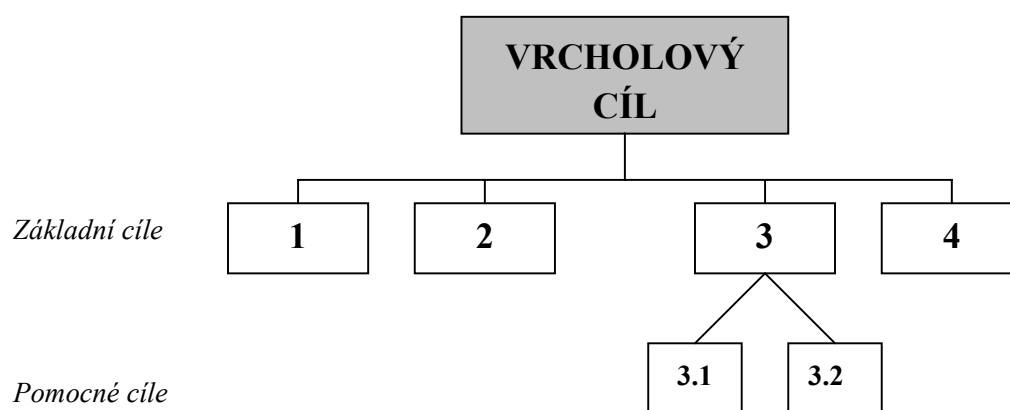 VRCHOLOVÝ
CÍL
Základní cíle
1
2
3
4
Pomocné cíle
3.1
3.2